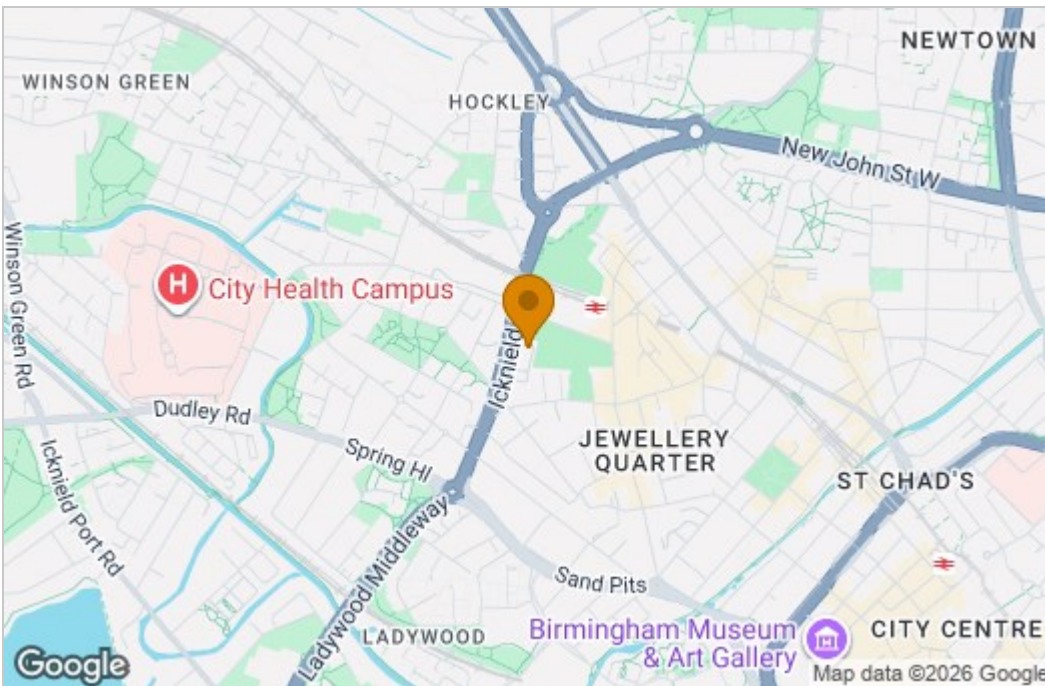 NEWTOWN
WINSON GREEN
HOCKLEY
New John St W
Winson Green Rd
H
City Health Campus
Icknield
Dudley Rd
Spring Hl
JEWELLERY
QUARTER
ST CHAD'S
Icknield Port Rd
Ladywood Middleway
Sand Pits
LADYWOOD
Birmingham Museum
& Art Gallery
CITY CENTRE
Google
Map data ©2026 Google